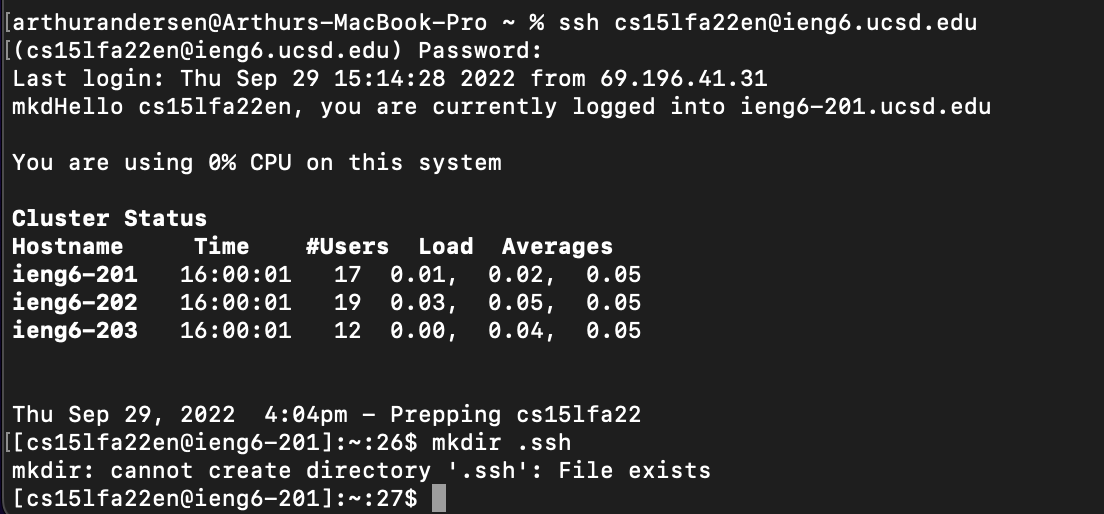 [arthurandersen@Arthurs-MacBook-Pro ~ % ssh cs15lfa22en@ieng6.ucsd.edu
[(cs15lfa22en@ieng6.ucsd.edu) Password:
Last login: Thu Sep 29 15:14:28 2022 from 69.196.41.31
mkdHello cs15lfa22en, you are currently logged into ieng6-201.ucsd.edu
You are using 0% CPU on this system
Cluster Status
Hostname     Time    #Users  Load  Averages
ieng6-201   16:00:01   17  0.01,  0.02,  0.05
ieng6-202   16:00:01   19  0.03,  0.05,  0.05
ieng6-203   16:00:01   12  0.00,  0.04,  0.05
Thu Sep 29, 2022  4:04pm - Prepping cs15lfa22
[[cs15lfa22en@ieng6-201]:~:26$ mkdir .ssh
mkdir: cannot create directory '.ssh': File exists
[cs15lfa22en@ieng6-201]:~:27$